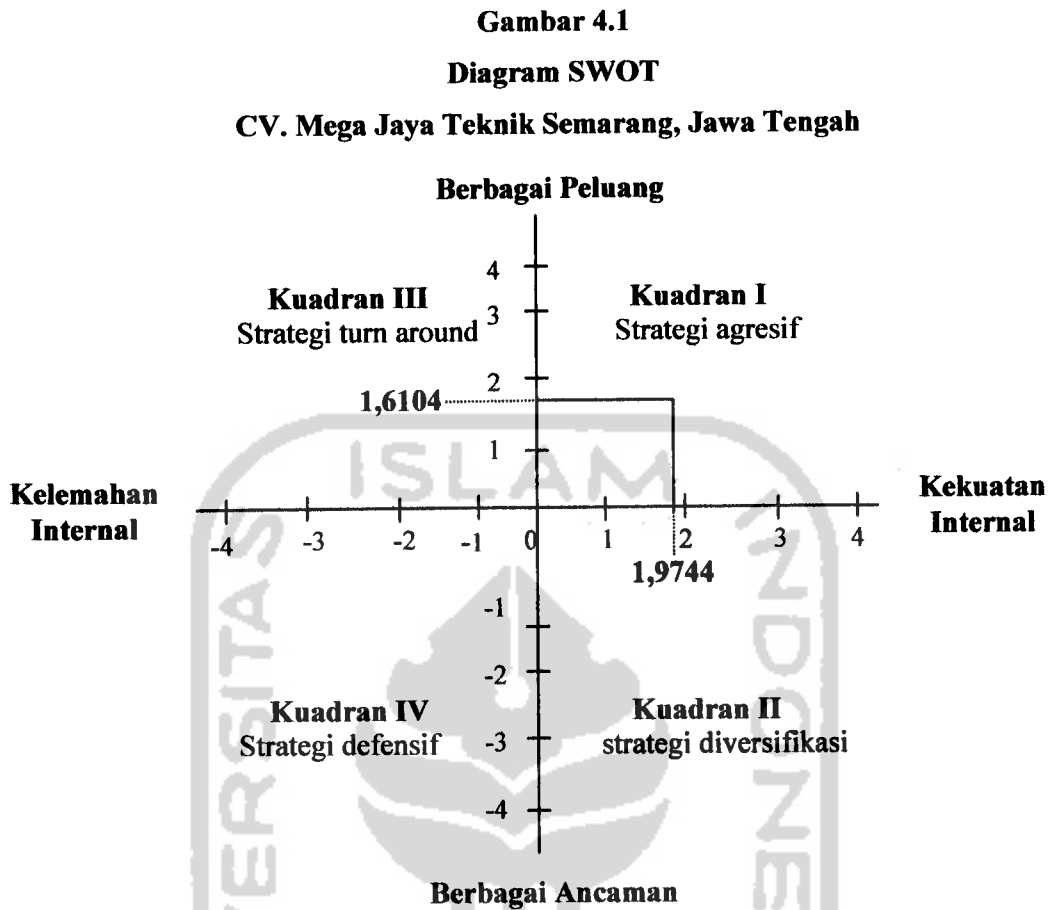 Gambar 4.1
Diagram SWOT
CV. Mega Jaya Teknik Semarang, Jawa Tengah
Berbagai Peluang
4
Kuadran III
Strategi turn around
3
Kuadran I
Strategi agresif
2
1,6104
1
ISLAM
Kelemahan
Internal
Kekuatan
Internal
-4 -3 -2 -1 0 1 2 3 4
1,9744
-1
-2
Kuadran IV
Strategi defensif
-3
Kuadran II
strategi diversifikasi
-4
Berbagai Ancaman
UNIVERSITAS
INDONE